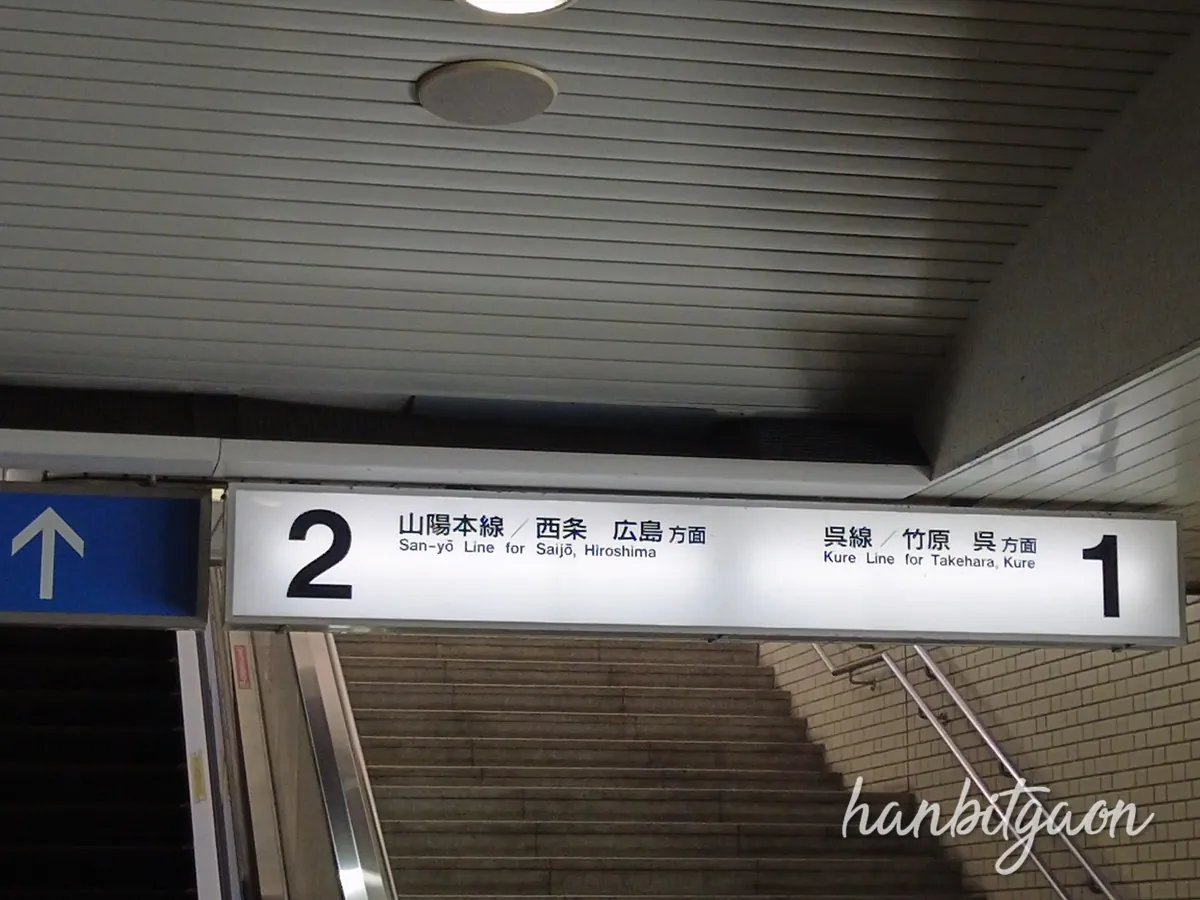 2
山陽本線／西条 広島方面
San-yō Line for Saijō, Hiroshima
呉線／竹原 呉方面
Kure Line for Takehara, Kure
1
hanbitgaon